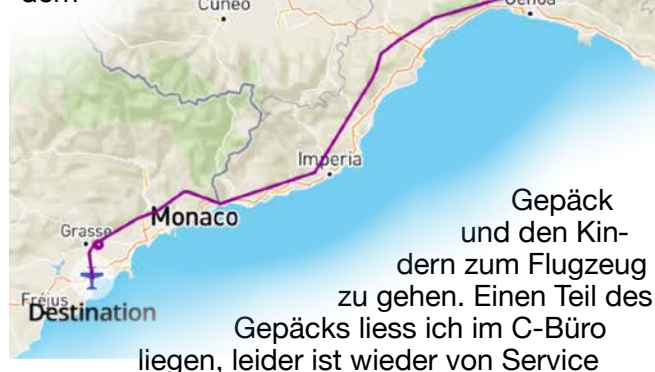 dem
Cuneo
Genoa
Imperia
Monaco
Grasse
Fréjus
Destination
Gepäck
und den Kin-
dern zum Flugzeug
zu gehen. Einen Teil des
Gepäcks liess ich im C-Büro
liegen, leider ist wieder von Service